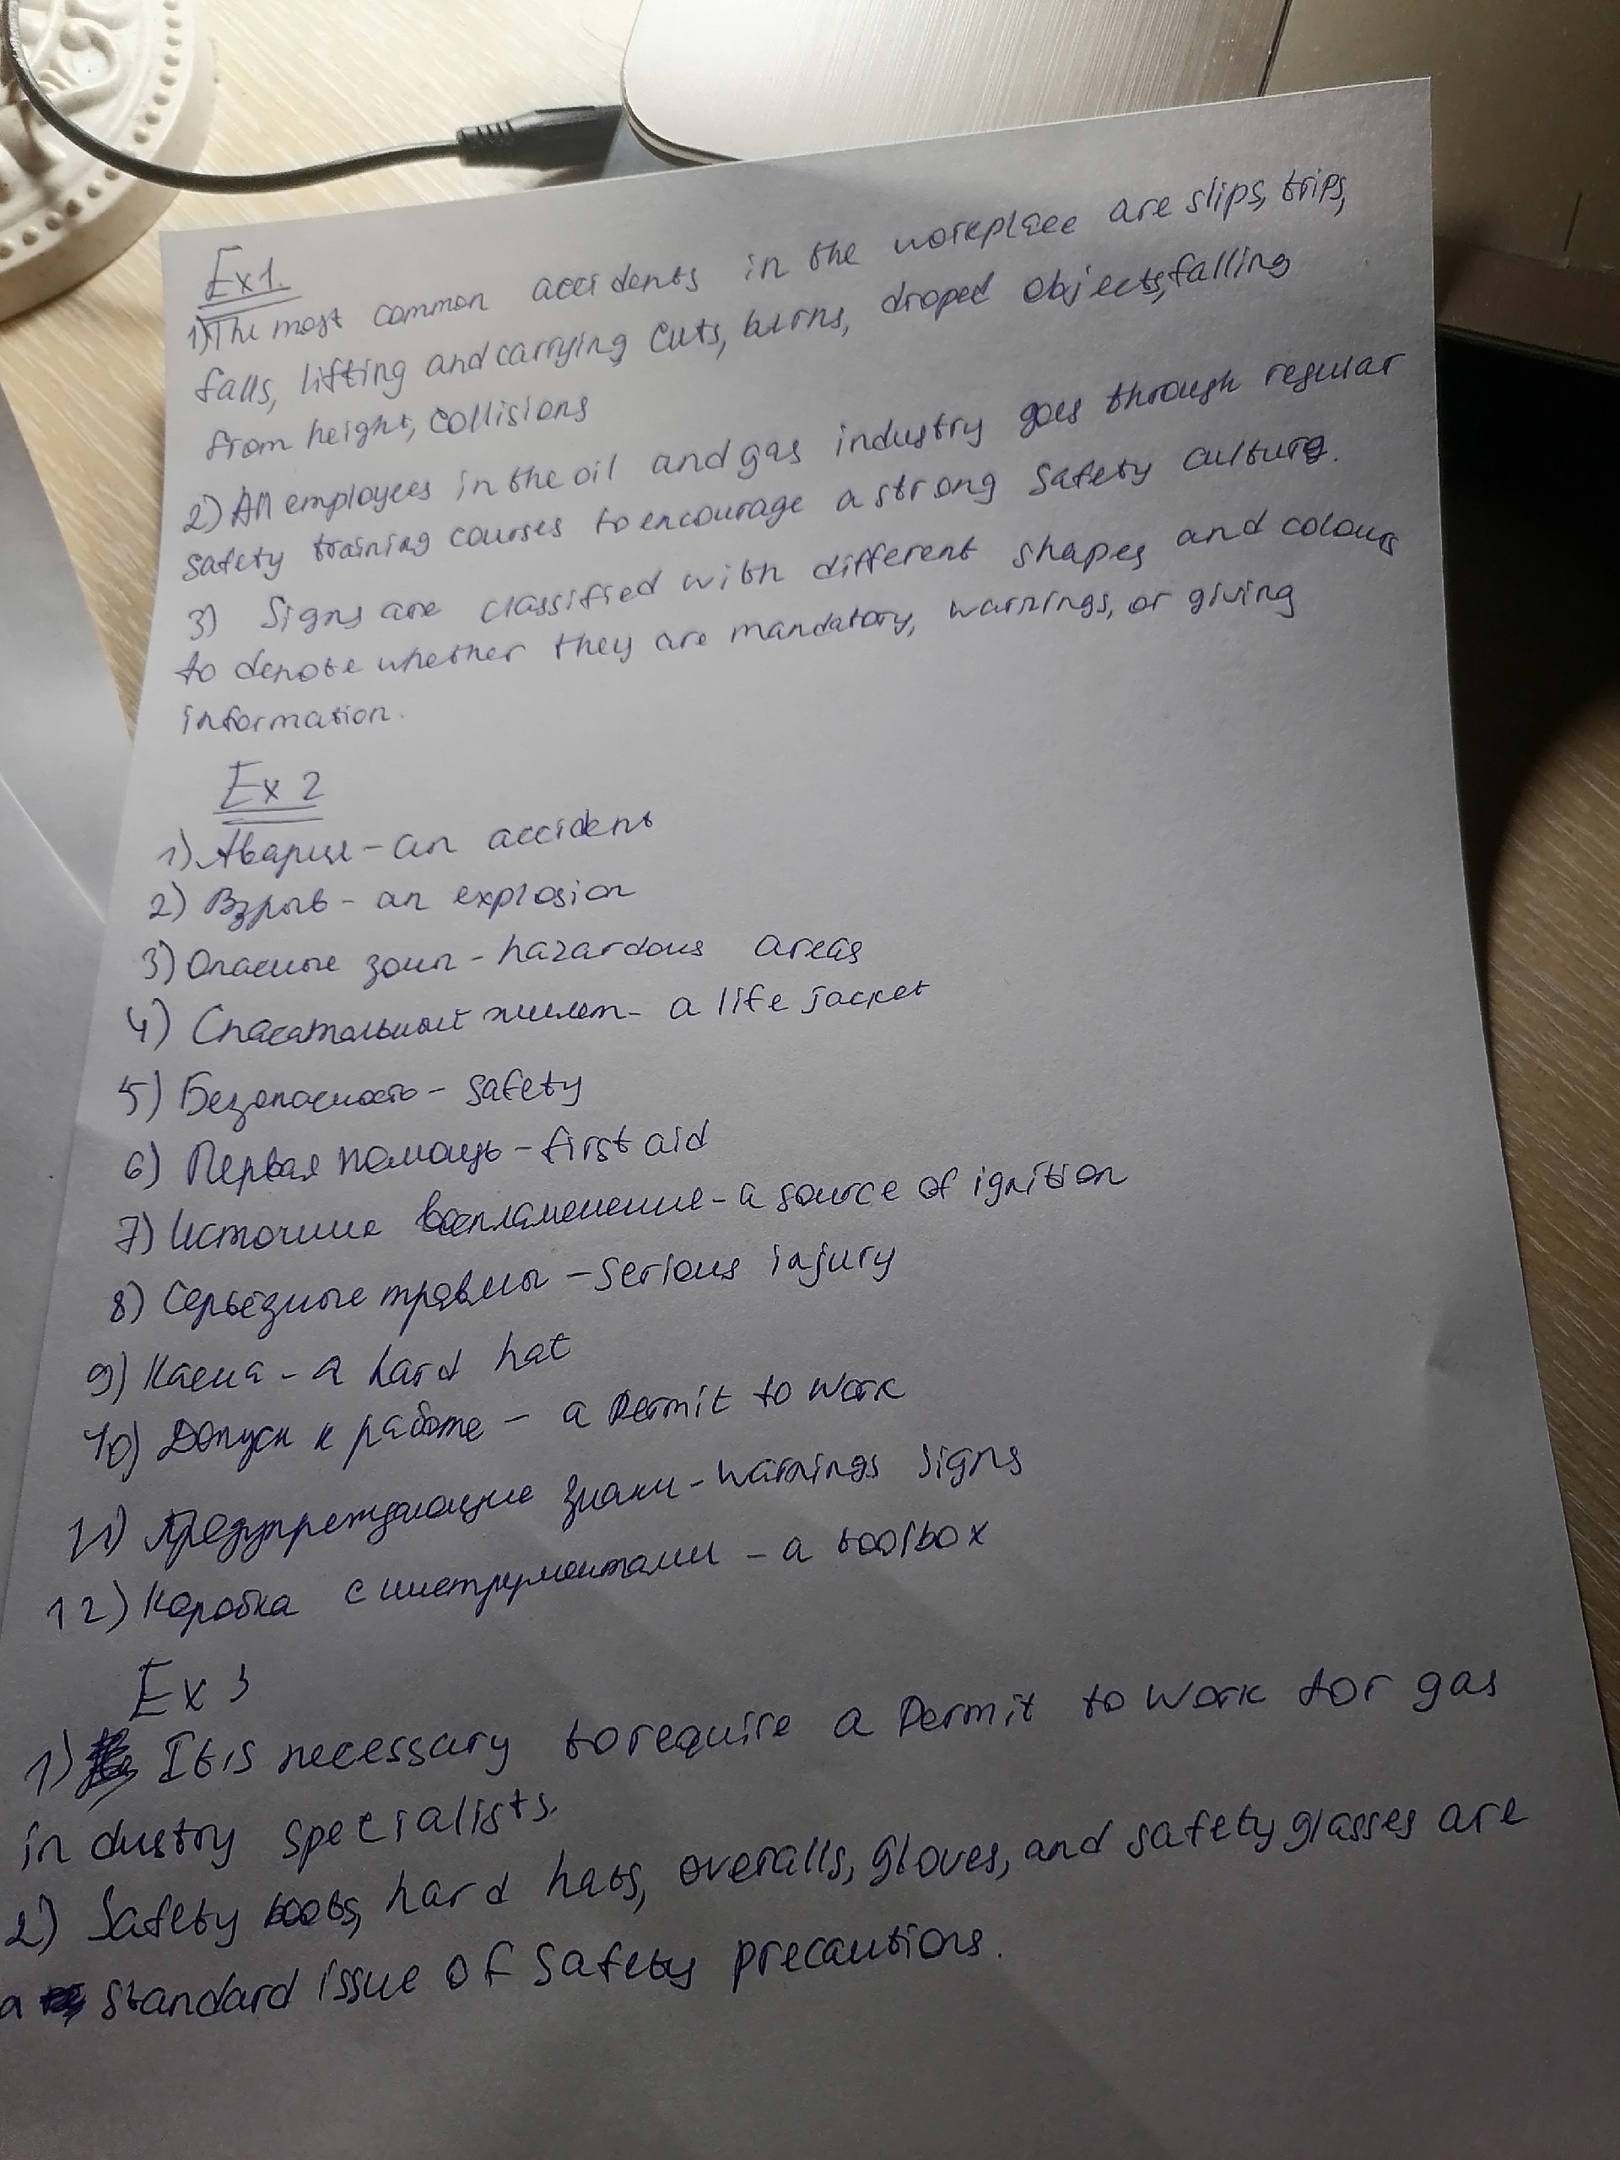 Ex1.
1) The most common accidents in the workplace are slips, trips,
falls, lifting and carrying cuts, burns, droped objects, falling
from height, collisions
2) All employees in the oil and gas industry goes through regular
safety training courses to encourage a strong safety culture.
3) Signs are classified with different shapes and colours
to denote whether they are mandatory, warnings, or giving
information.
Ex 2
1) Авария - an accident
2) Взрыв - an explosion
3) Опасные зоны - hazardous areas
4) Спасательный жилет - a life jacket
5) Безопасность - safety
6) Первая помощь - first aid
7) Источник воспламенение - a source of ignition
8) Серьёзные травмы - serious injury
9) Каска - a hard hat
10) Допуск к работе - a Permit to Work
11) Предупреждающие знаки - warnings signs
12) Коробка с инструментами - a toolbox
Ex 3
1) It is necessary to require a Permit to Work for gas
industry specialists.
2) Safety boots, hard hats, overalls, gloves, and safety glasses are
a standard issue of safety precautions.